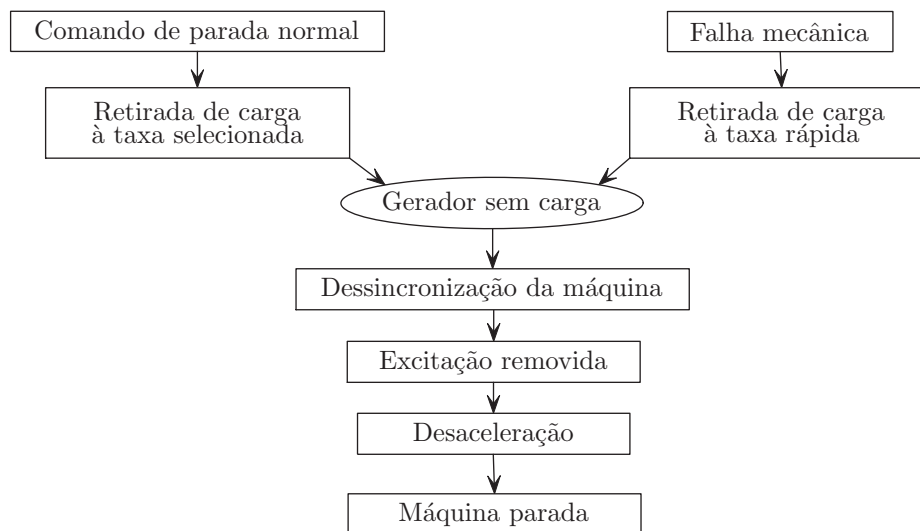 Comando de parada normal
Falha mecânica
Retirada de carga
à taxa selecionada
Retirada de carga
à taxa rápida
Gerador sem carga
Dessincronização da máquina
Excitação removida
Desaceleração
Máquina parada